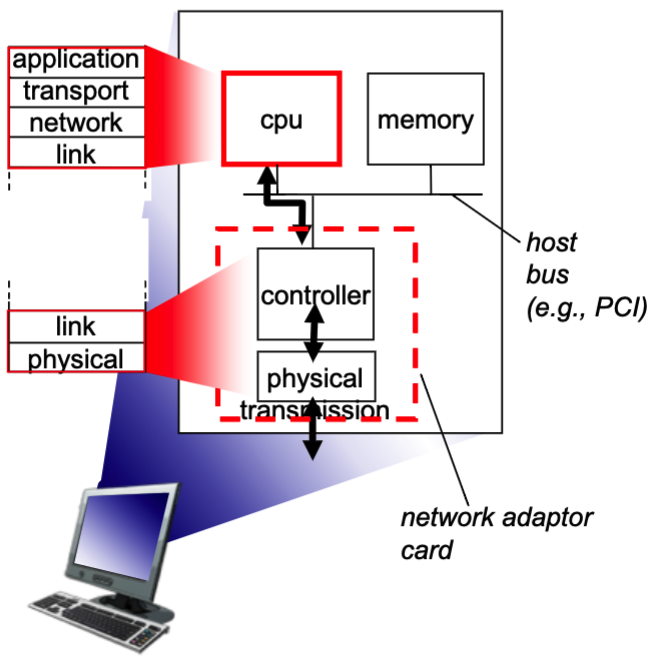 application
transport
network
link
cpu
memory
host
bus
(e.g., PCI)
controller
link
physical
physical
transmission
network adaptor
card